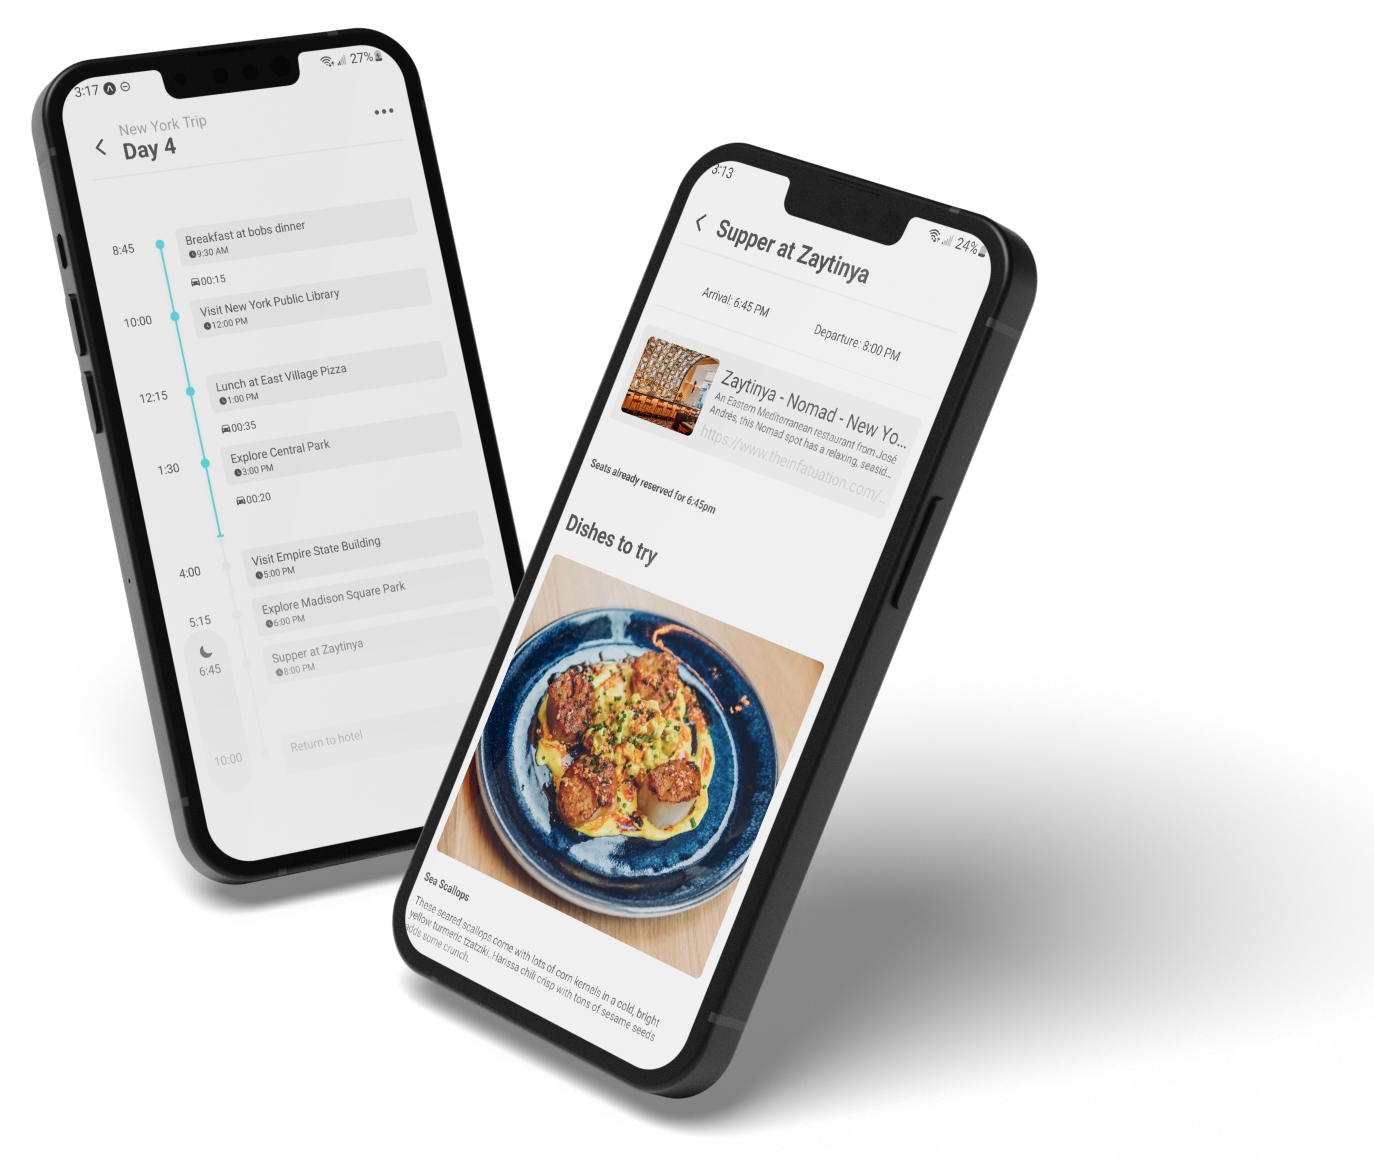 3:17
27%
New York Trip
Day 4
8:45
Breakfast at bobs dinner
9:30 AM
00:15
10:00
Visit New York Public Library
12:00 PM
12:15
Lunch at East Village Pizza
1:00 PM
00:35
1:30
Explore Central Park
3:00 PM
00:20
4:00
Visit Empire State Building
5:00 PM
5:15
Explore Madison Square Park
6:00 PM
6:45
Supper at Zaytinya
8:00 PM
10:00
Return to hotel
3:13
24%
Supper at Zaytinya
Arrival: 6:45 PM
Departure: 8:00 PM
Zaytinya - Nomad - New Yo...
An Eastern Mediterranean restaurant from José
Andrés, this Nomad spot has a relaxing, seasid...
https://www.theinfatuation.com/...
Seats already reserved for 6:45pm
Dishes to try
Sea Scallops
These seared scallops come with lots of corn kernels in a cold, bright
yellow turmeric tzatziki. Harissa chili crisp with tons of sesame seeds
adds some crunch.